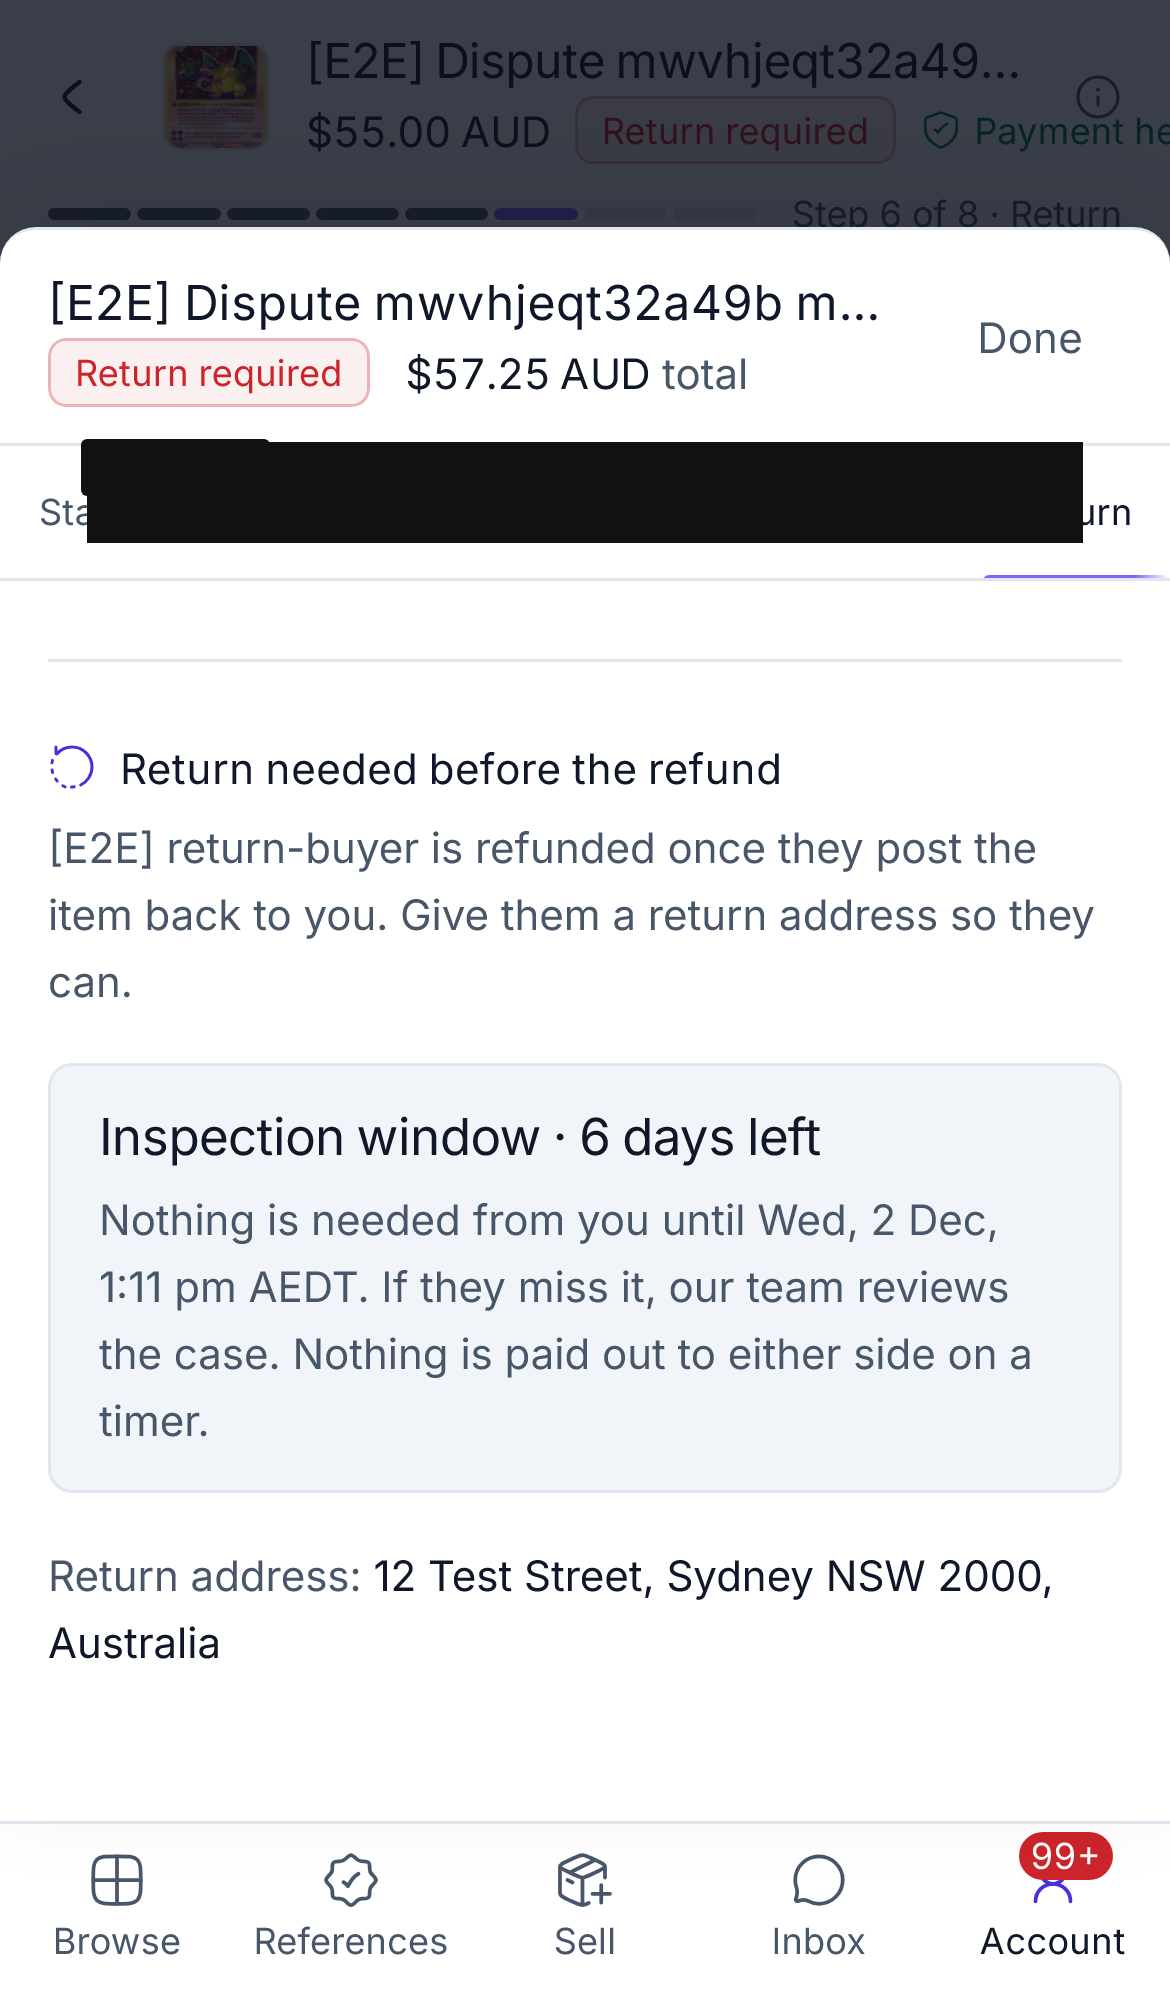 [E2E] Dispute mwvhjeqt32a49...
$55.00 AUD Return required Payment he
Step 6 of 8 · Return
[E2E] Dispute mwvhjeqt32a49b m...
Return required $57.25 AUD total
Done
Sta urn
Return needed before the refund
[E2E] return-buyer is refunded once they post the
item back to you. Give them a return address so they
can.
Inspection window · 6 days left
Nothing is needed from you until Wed, 2 Dec,
1:11 pm AEDT. If they miss it, our team reviews
the case. Nothing is paid out to either side on a
timer.
Return address: 12 Test Street, Sydney NSW 2000,
Australia
99+
Browse References Sell Inbox Account